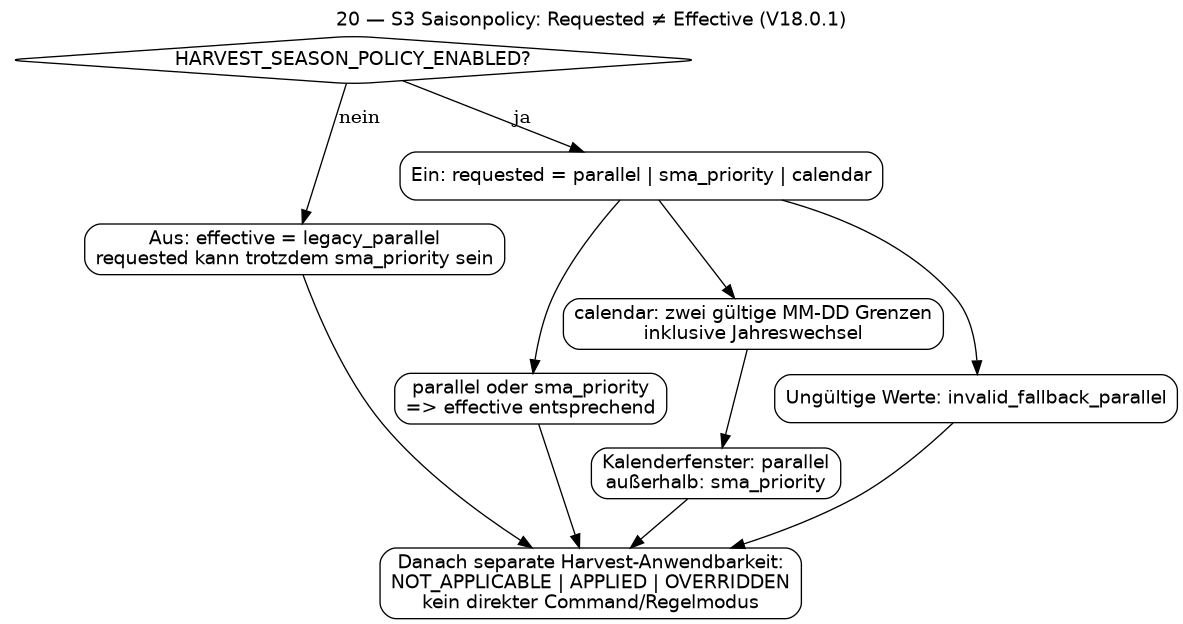 20 — S3 Saisonpolicy: Requested ≠ Effective (V18.0.1)
HARVEST_SEASON_POLICY_ENABLED?
nein
ja
Ein: requested = parallel | sma_priority | calendar
Aus: effective = legacy_parallel
requested kann trotzdem sma_priority sein
calendar: zwei gültige MM-DD Grenzen
inklusive Jahreswechsel
parallel oder sma_priority
=> effective entsprechend
Ungültige Werte: invalid_fallback_parallel
Kalenderfenster: parallel
außerhalb: sma_priority
Danach separate Harvest-Anwendbarkeit:
NOT_APPLICABLE | APPLIED | OVERRIDDEN
kein direkter Command/Regelmodus